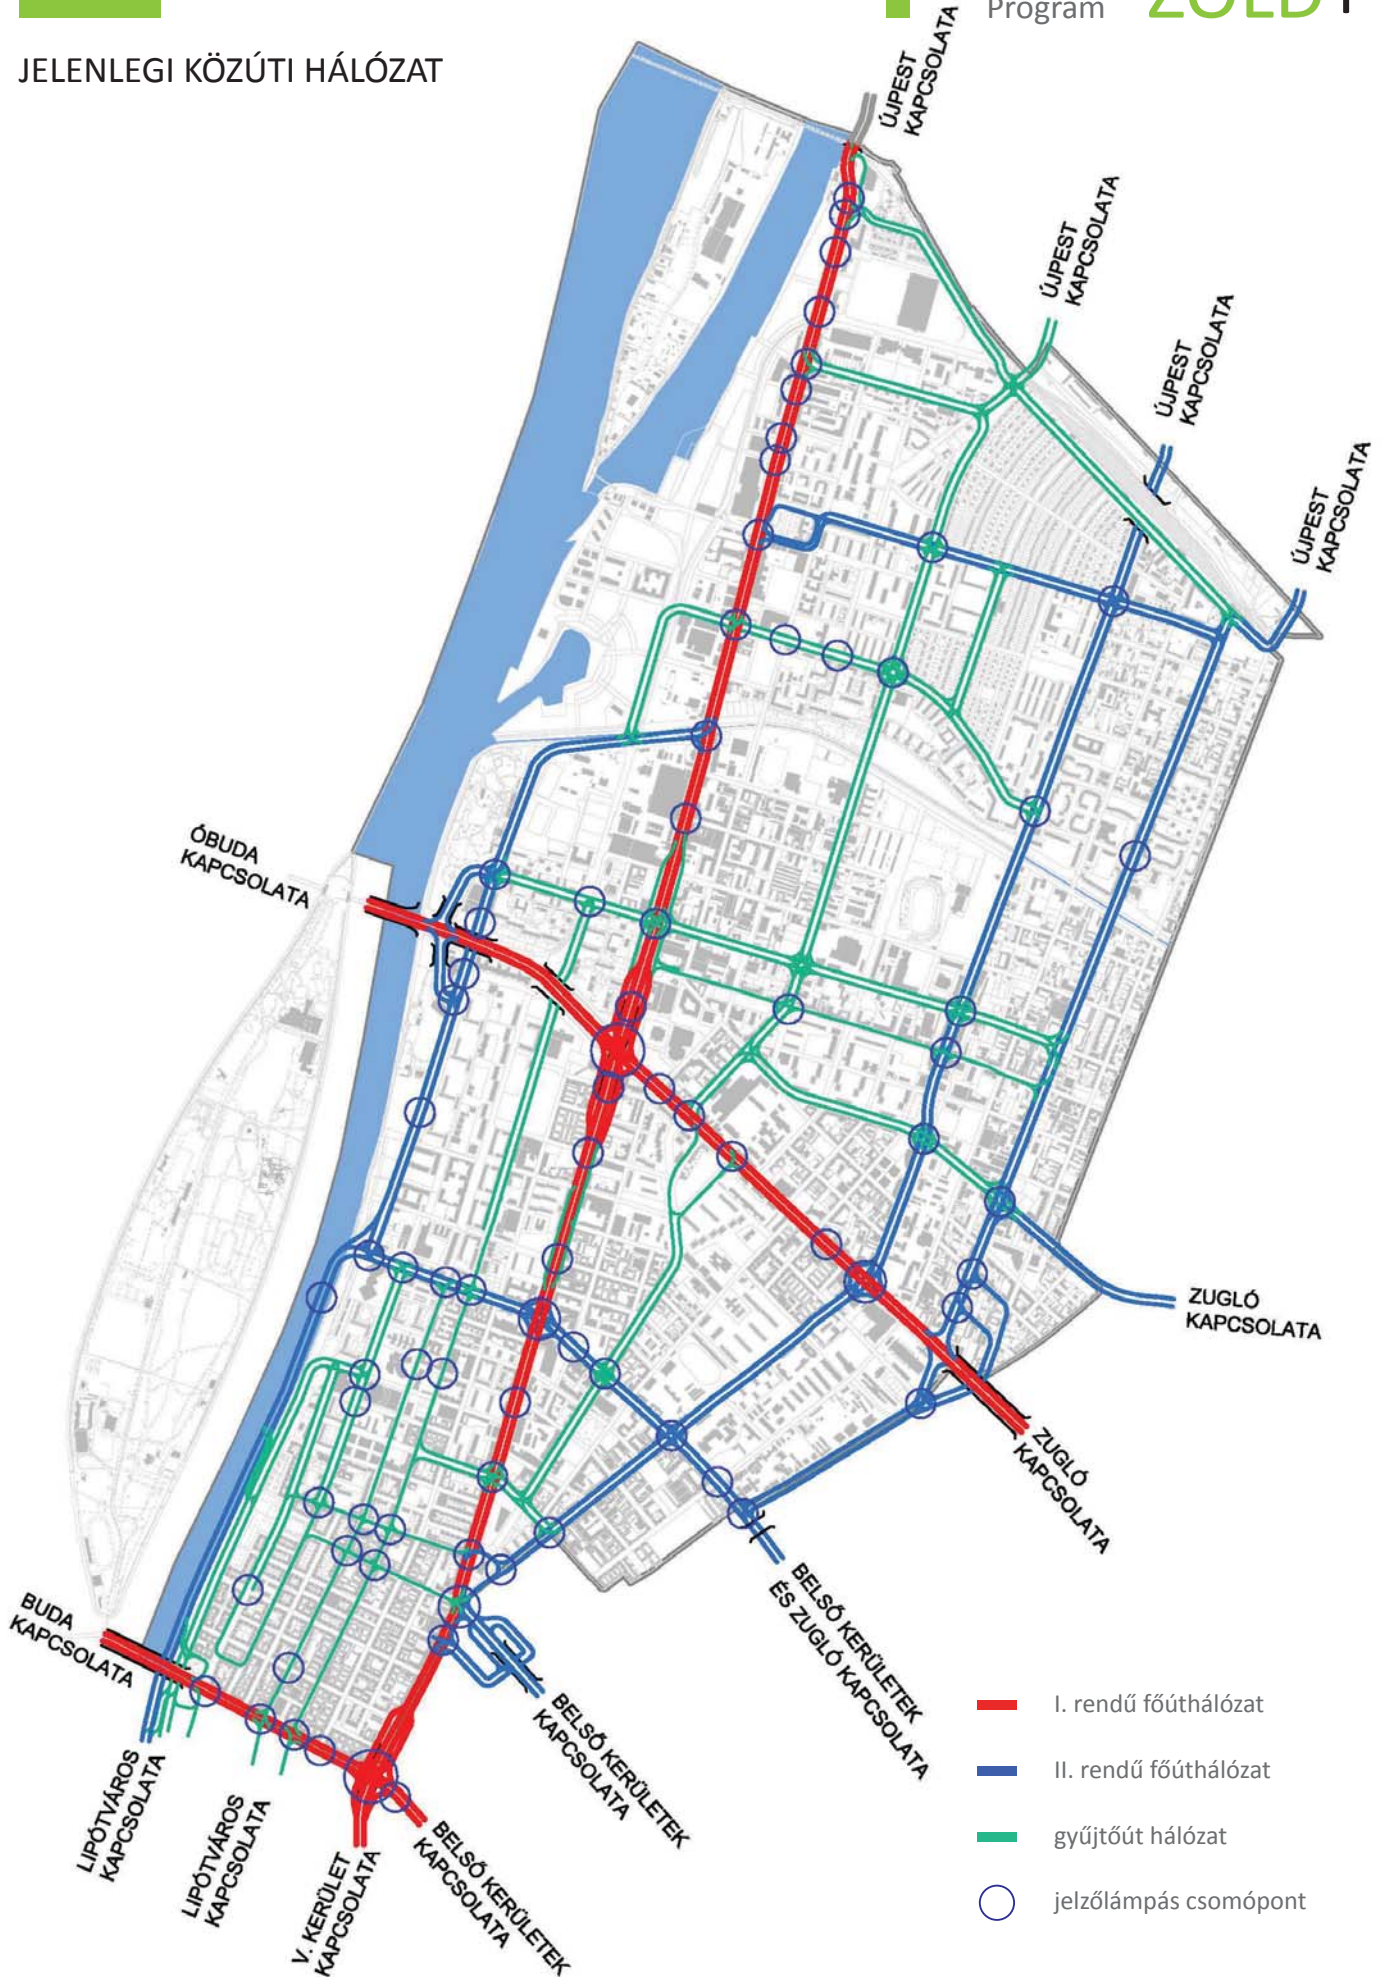 Program
JELENLEGI KÖZÚTI HÁLÓZAT
ÚJPEST
KAPCSOLATA
ÚJPEST
KAPCSOLATA
ÚJPEST
KAPCSOLATA
ÚJPEST
KAPCSOLATA
ÓBUDA
KAPCSOLATA
ZUGLÓ
KAPCSOLATA
ZUGLÓ
KAPCSOLATA
BUDA
KAPCSOLATA
BELSŐ KERÜLETEK
ÉS ZUGLÓ KAPCSOLATA
BELSŐ KERÜLETEK
KAPCSOLATA
LIPÓTVÁROS
KAPCSOLATA
LIPÓTVÁROS
KAPCSOLATA
V. KERÜLET
KAPCSOLATA
BELSŐ KERÜLETEK
KAPCSOLATA
I. rendű főúthálózat
II. rendű főúthálózat
gyűjtőút hálózat
jelzőlámpás csomópont